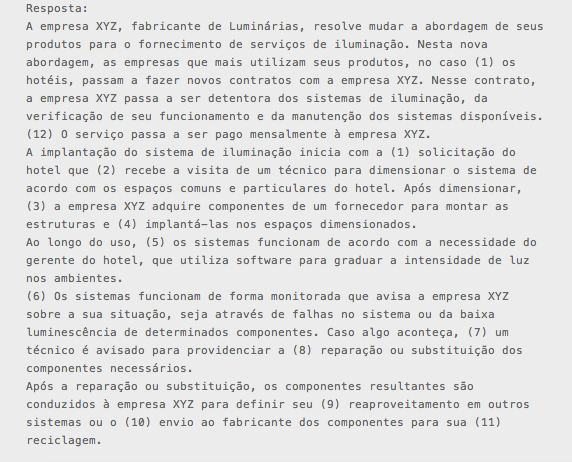 Resposta:
A empresa XYZ, fabricante de Luminárias, resolve mudar a abordagem de seus
produtos para o fornecimento de serviços de iluminação. Nesta nova
abordagem, as empresas que mais utilizam seus produtos, no caso (1) os
hotéis, passam a fazer novos contratos com a empresa XYZ. Nesse contrato,
a empresa XYZ passa a ser detentora dos sistemas de iluminação, da
verificação de seu funcionamento e da manutenção dos sistemas disponíveis.
(12) O serviço passa a ser pago mensalmente à empresa XYZ.
A implantação do sistema de iluminação inicia com a (1) solicitação do
hotel que (2) recebe a visita de um técnico para dimensionar o sistema de
acordo com os espaços comuns e particulares do hotel. Após dimensionar,
(3) a empresa XYZ adquire componentes de um fornecedor para montar as
estruturas e (4) implantá-las nos espaços dimensionados.
Ao longo do uso, (5) os sistemas funcionam de acordo com a necessidade do
gerente do hotel, que utiliza software para graduar a intensidade de luz
nos ambientes.
(6) Os sistemas funcionam de forma monitorada que avisa a empresa XYZ
sobre a sua situação, seja através de falhas no sistema ou da baixa
luminescência de determinados componentes. Caso algo aconteça, (7) um
técnico é avisado para providenciar a (8) reparação ou substituição dos
componentes necessários.
Após a reparação ou substituição, os componentes resultantes são
conduzidos à empresa XYZ para definir seu (9) reaproveitamento em outros
sistemas ou o (10) envio ao fabricante dos componentes para sua (11)
reciclagem.